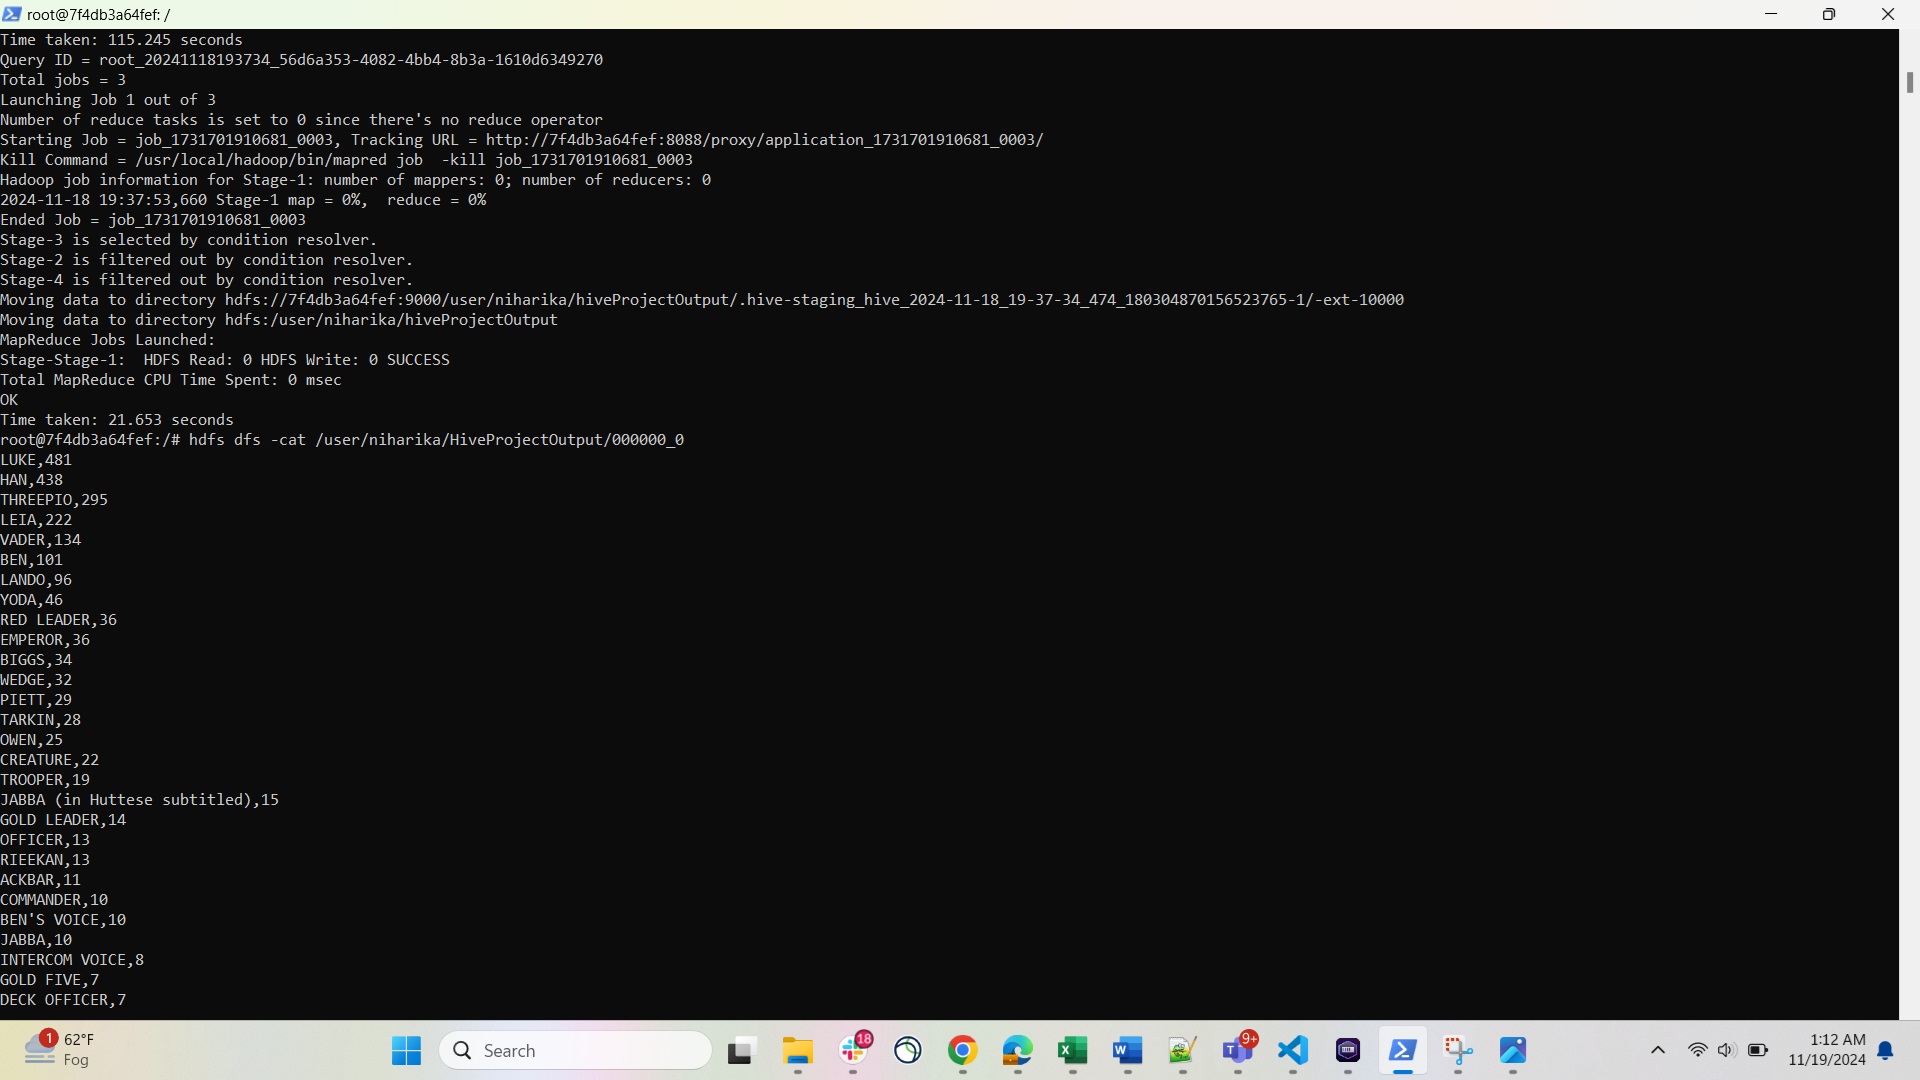 root@7f4db3a64fef: /
Time taken: 115.245 seconds
Query ID = root_20241118193734_56d6a353-4082-4bb4-8b3a-1610d6349270
Total jobs = 3
Launching Job 1 out of 3
Number of reduce tasks is set to 0 since there's no reduce operator
Starting Job = job_1731701910681_0003, Tracking URL = http://7f4db3a64fef:8088/proxy/application_1731701910681_0003/
Kill Command = /usr/local/hadoop/bin/mapred job  -kill job_1731701910681_0003
Hadoop job information for Stage-1: number of mappers: 0; number of reducers: 0
2024-11-18 19:37:53,660 Stage-1 map = 0%,  reduce = 0%
Ended Job = job_1731701910681_0003
Stage-3 is selected by condition resolver.
Stage-2 is filtered out by condition resolver.
Stage-4 is filtered out by condition resolver.
Moving data to directory hdfs://7f4db3a64fef:9000/user/niharika/hiveProjectOutput/.hive-staging_hive_2024-11-18_19-37-34_474_180304870156523765-1/-ext-10000
Moving data to directory hdfs:/user/niharika/hiveProjectOutput
MapReduce Jobs Launched:
Stage-Stage-1:  HDFS Read: 0 HDFS Write: 0 SUCCESS
Total MapReduce CPU Time Spent: 0 msec
OK
Time taken: 21.653 seconds
root@7f4db3a64fef:/# hdfs dfs -cat /user/niharika/HiveProjectOutput/000000_0
LUKE,481
HAN,438
THREEPIO,295
LEIA,222
VADER,134
BEN,101
LANDO,96
YODA,46
RED LEADER,36
EMPEROR,36
BIGGS,34
WEDGE,32
PIETT,29
TARKIN,28
OWEN,25
CREATURE,22
TROOPER,19
JABBA (in Huttese subtitled),15
GOLD LEADER,14
OFFICER,13
RIEEKAN,13
ACKBAR,11
COMMANDER,10
BEN'S VOICE,10
JABBA,10
INTERCOM VOICE,8
GOLD FIVE,7
DECK OFFICER,7
1
62°F
Fog
Search
18
9+
1:12 AM
11/19/2024